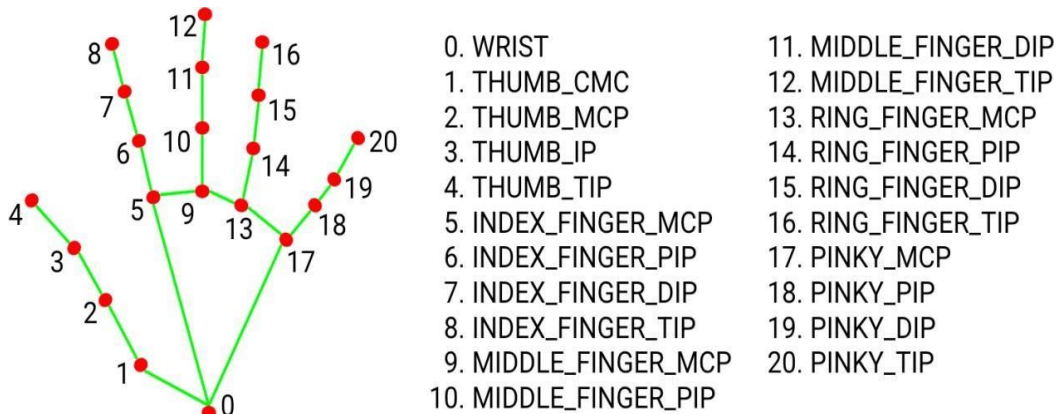 12
8
16
11
7
15
10
6
14
20
19
4
5
9
13
18
3
17
2
1
0
0. WRIST
1. THUMB_CMC
2. THUMB_MCP
3. THUMB_IP
4. THUMB_TIP
5. INDEX_FINGER_MCP
6. INDEX_FINGER_PIP
7. INDEX_FINGER_DIP
8. INDEX_FINGER_TIP
9. MIDDLE_FINGER_MCP
10. MIDDLE_FINGER_PIP
11. MIDDLE_FINGER_DIP
12. MIDDLE_FINGER_TIP
13. RING_FINGER_MCP
14. RING_FINGER_PIP
15. RING_FINGER_DIP
16. RING_FINGER_TIP
17. PINKY_MCP
18. PINKY_PIP
19. PINKY_DIP
20. PINKY_TIP